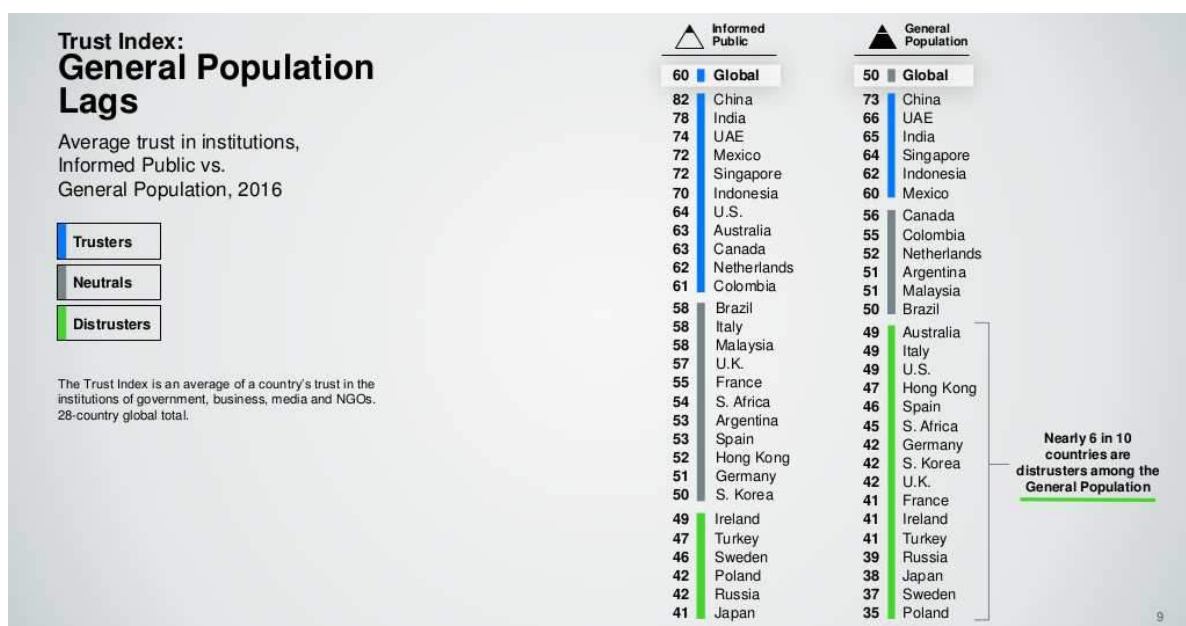 Trust Index:
General Population
Lags
Average trust in institutions,
Informed Public vs.
General Population, 2016
Trusters
Neutrals
Distrusters
The Trust Index is an average of a country's trust in the
institutions of government, business, media and NGOs.
28-country global total.
Informed
Public
60 Global
82 China
78 India
74 UAE
72 Mexico
72 Singapore
70 Indonesia
64 U.S.
63 Australia
63 Canada
62 Netherlands
61 Colombia
58 Brazil
58 Italy
58 Malaysia
57 U.K.
55 France
54 S. Africa
53 Argentina
53 Spain
52 Hong Kong
51 Germany
50 S. Korea
49 Ireland
47 Turkey
46 Sweden
42 Poland
42 Russia
41 Japan
General
Population
50 Global
73 China
66 UAE
65 India
64 Singapore
62 Indonesia
60 Mexico
56 Canada
55 Colombia
52 Netherlands
51 Argentina
51 Malaysia
50 Brazil
49 Australia
49 Italy
49 U.S.
47 Hong Kong
46 Spain
45 S. Africa
42 Germany
42 S. Korea
42 U.K.
41 France
41 Ireland
41 Turkey
39 Russia
38 Japan
37 Sweden
35 Poland
Nearly 6 in 10
countries are
distrusters among the
General Population
9